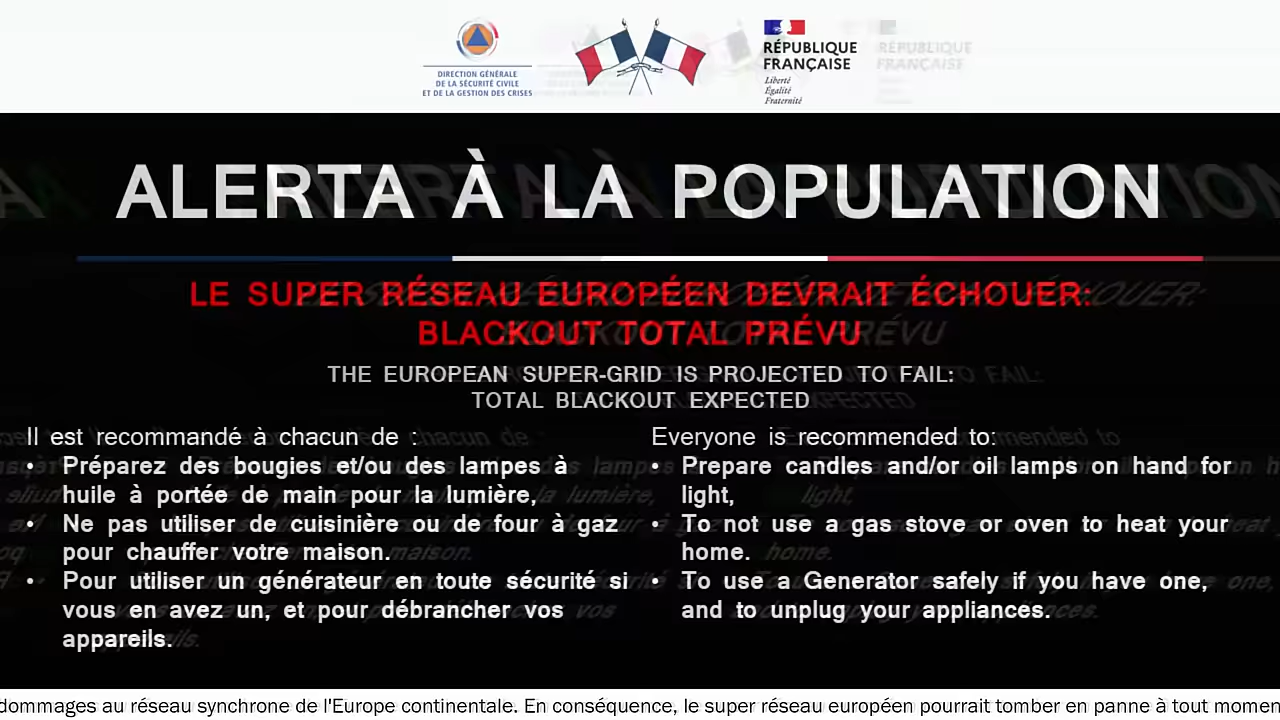 DIRECTION GÉNÉRALE
DE LA SÉCURITÉ CIVILE
ET DE LA GESTION DES CRISES
RÉPUBLIQUE
FRANÇAISE
Liberté
Égalité
Fraternité
ALERTA À LÀ POPULATION
LE SUPER RÉSEAU EUROPÉEN DEVRAIT ÉCHOUER:
BLACKOUT TOTAL PRÉVU
THE EUROPEAN SUPER-GRID IS PROJECTED TO FAIL:
TOTAL BLACKOUT EXPECTED
Il est recommandé à chacun de :
• Préparez des bougies et/ou des lampes à
huile à portée de main pour la lumière,
• Ne pas utiliser de cuisinière ou de four à gaz
pour chauffer votre maison.
• Pour utiliser un générateur en toute sécurité si
vous en avez un, et pour débrancher vos
appareils.
Everyone is recommended to:
• Prepare candles and/or oil lamps on hand for
light,
• To not use a gas stove or oven to heat your
home.
• To use a Generator safely if you have one,
and to unplug your appliances.
dommages au réseau synchrone de l'Europe continentale. En conséquence, le super réseau européen pourrait tomber en panne à tout momen